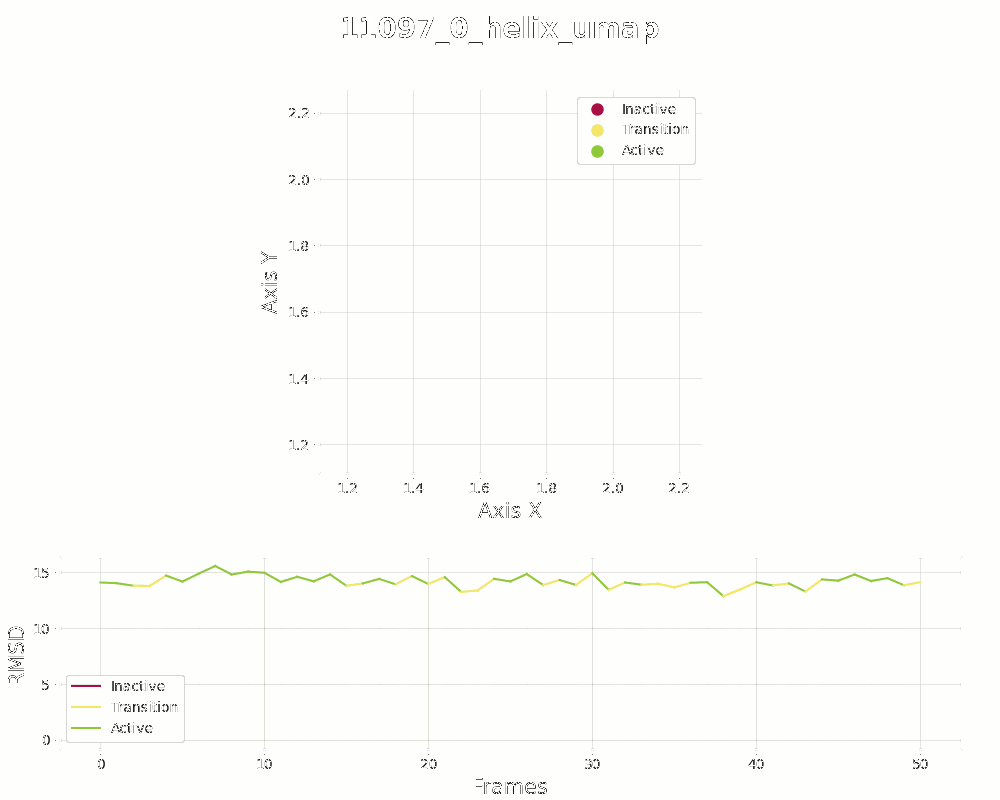 11097_0_helix_umap
Inactive
Transition
Active
2.2
2.0
1.8
1.6
1.4
1.2
Axis Y
1.2 1.4 1.6 1.8 2.0 2.2
Axis X
15
10
5
0
RMSD
Inactive
Transition
Active
0 10 20 30 40 50
Frames